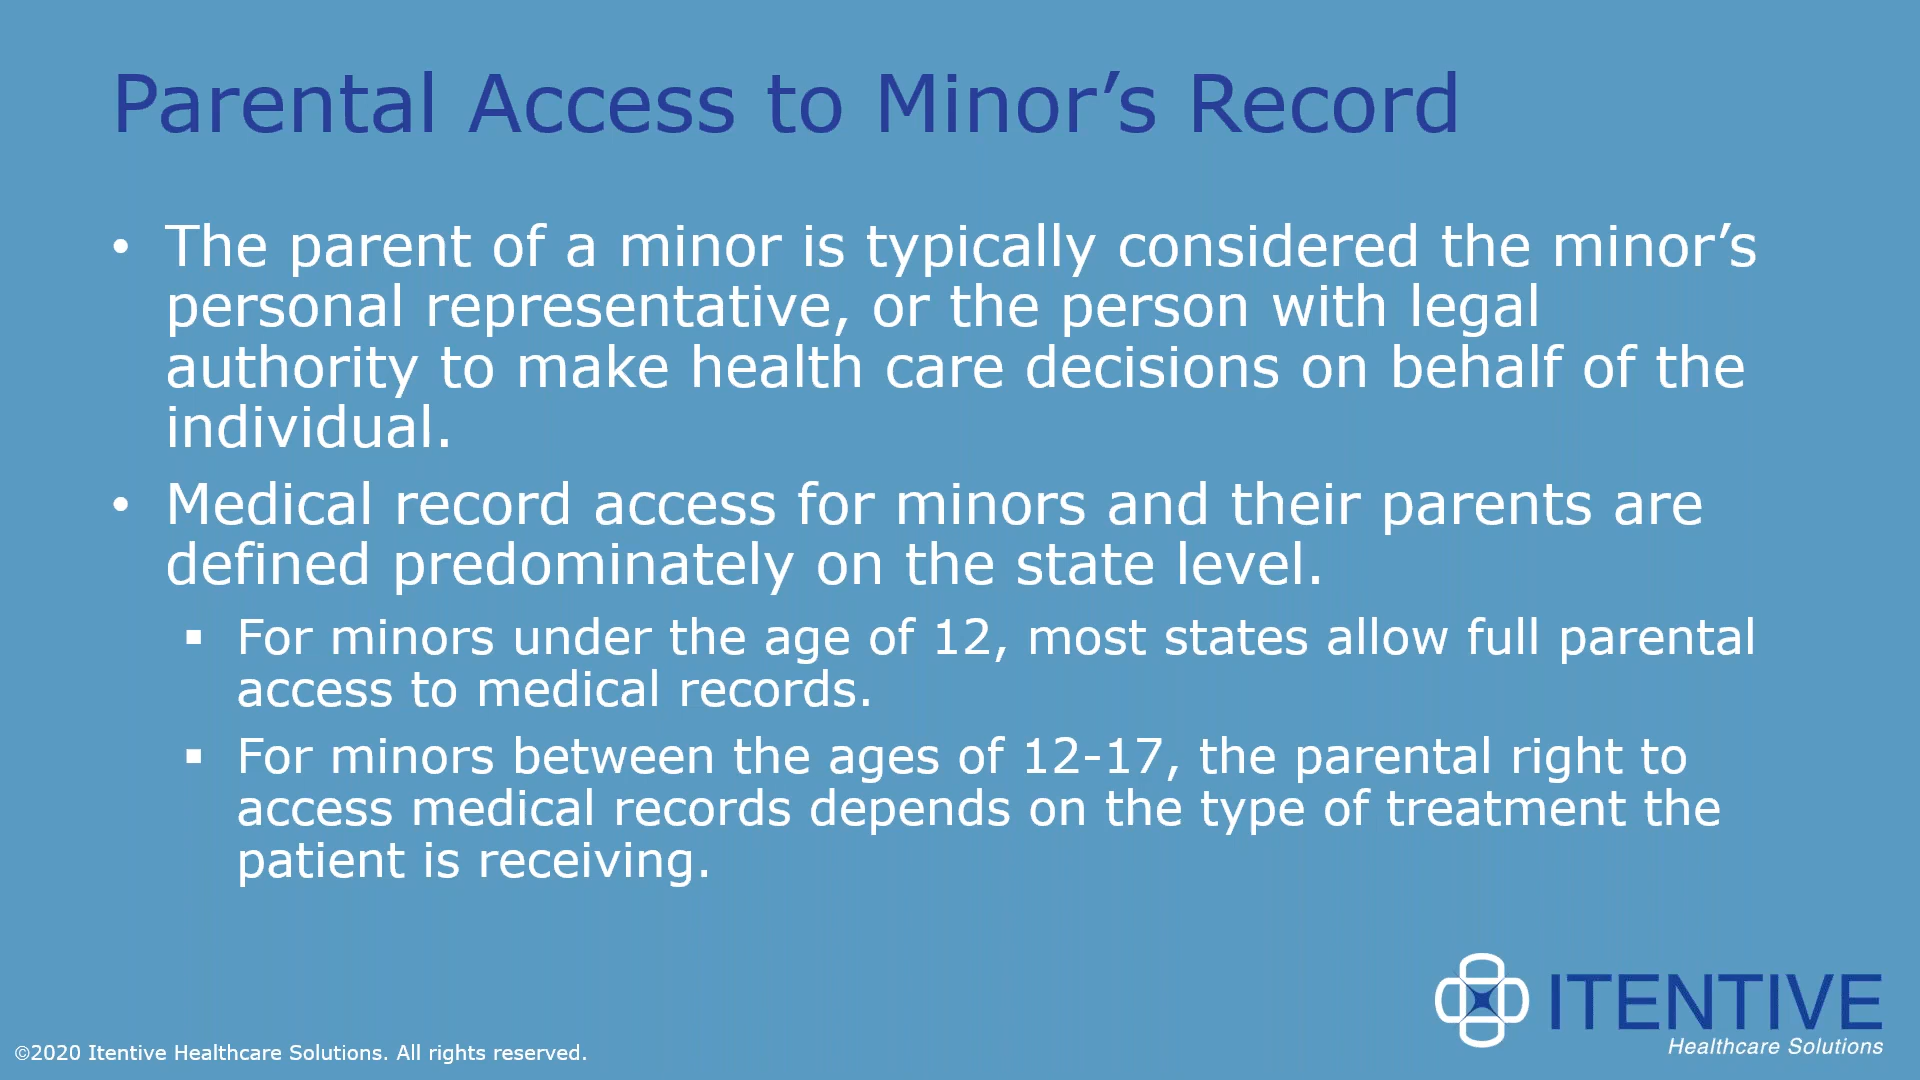 Parental Access to Minor’s Record
• The parent of a minor is typically considered the minor’s
personal representative, or the person with legal
authority to make health care decisions on behalf of the
individual.
• Medical record access for minors and their parents are
defined predominately on the state level.
▪ For minors under the age of 12, most states allow full parental
access to medical records.
▪ For minors between the ages of 12-17, the parental right to
access medical records depends on the type of treatment the
patient is receiving.
ITENTIVE
Healthcare Solutions
©2020 Itentive Healthcare Solutions. All rights reserved.